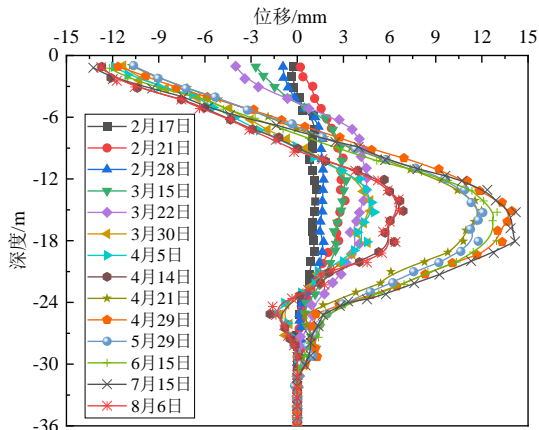 位移/mm
-15 -12 -9 -6 -3 0 3 6 9 12 15
0
-6
-12
-18
-24
-30
-36
深度/m
2月17日
2月21日
2月28日
3月15日
3月22日
3月30日
4月5日
4月14日
4月21日
4月29日
5月29日
6月15日
7月15日
8月6日